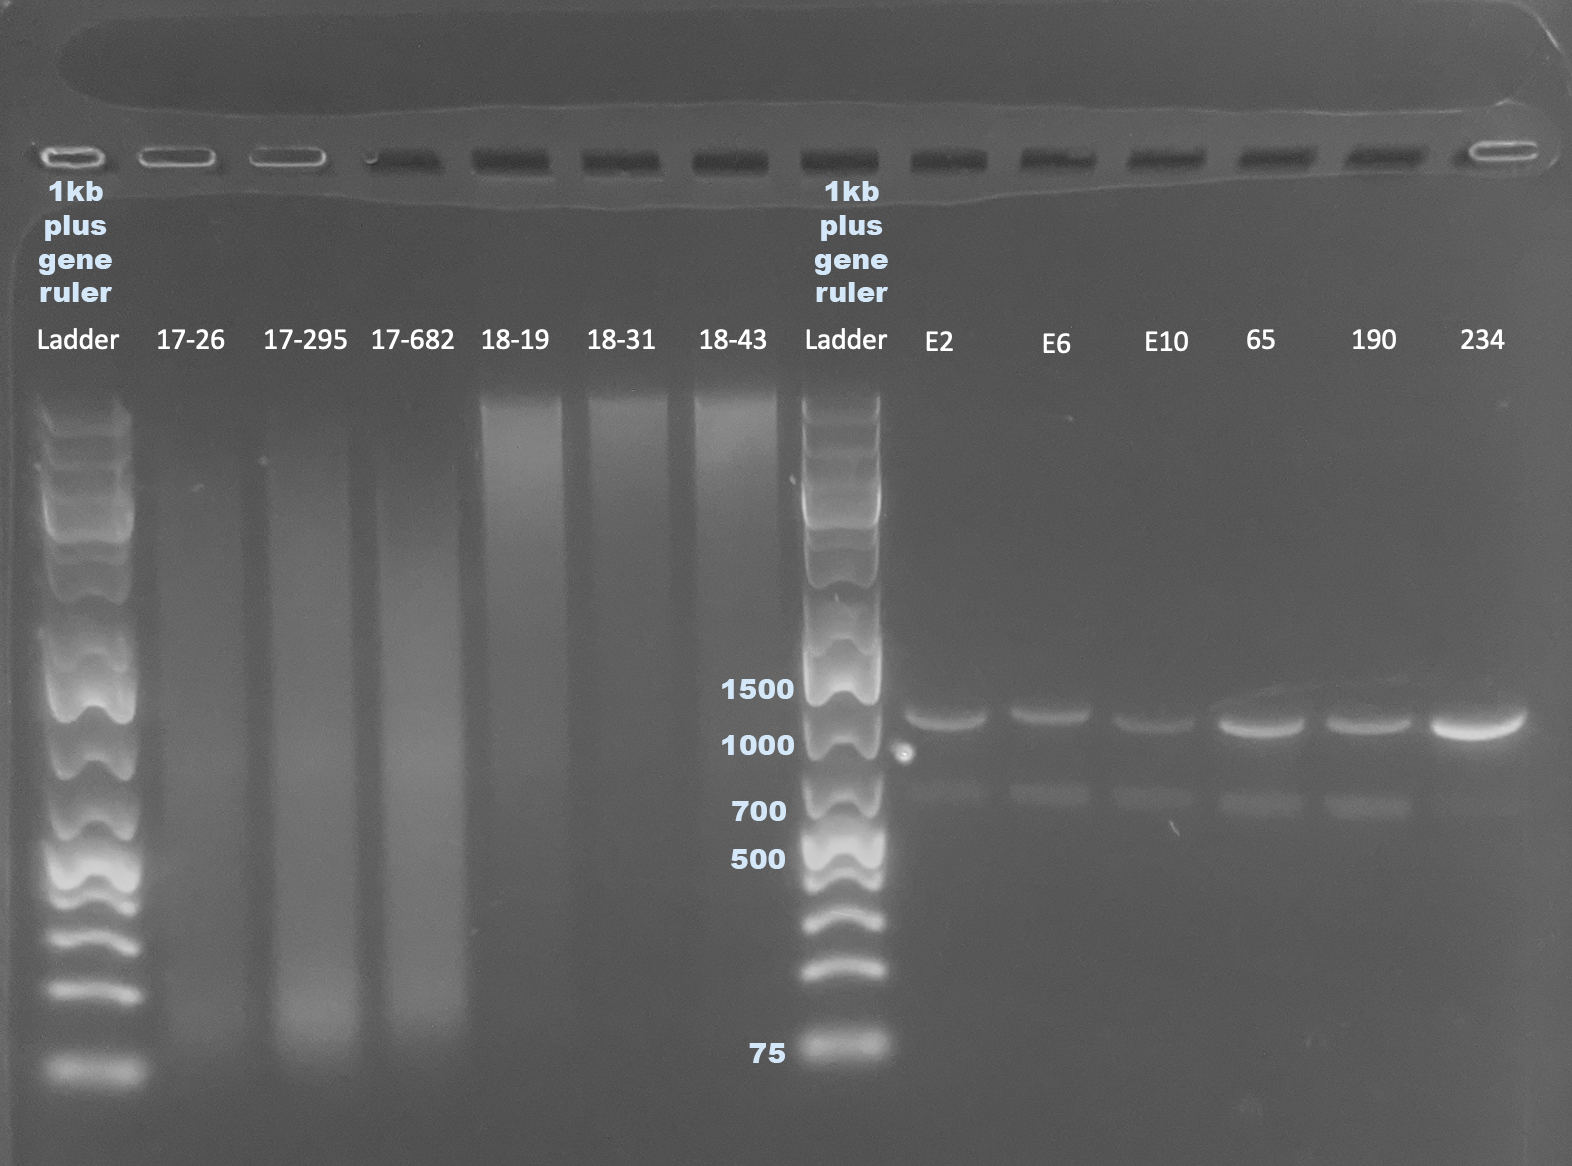 1kb
plus
gene
ruler
1kb
plus
gene
ruler
Ladder 17-26 17-295 17-682 18-19 18-31 18-43 Ladder E2 E6 E10 65 190 234
1500
1000
700
500
75